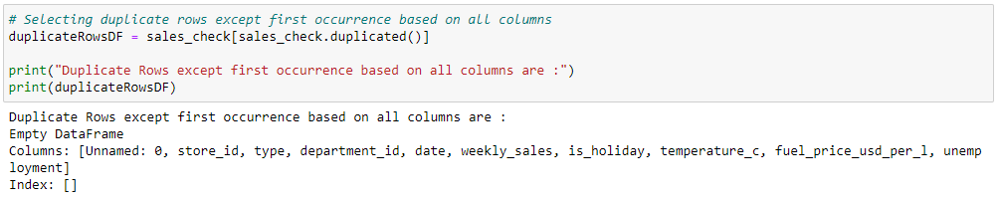 # Selecting duplicate rows except first occurrence based on all columns
duplicateRowsDF = sales_check[sales_check.duplicated()]
print("Duplicate Rows except first occurrence based on all columns are :")
print(duplicateRowsDF)
Duplicate Rows except first occurrence based on all columns are :
Empty DataFrame
Columns: [Unnamed: 0, store_id, type, department_id, date, weekly_sales, is_holiday, temperature_c, fuel_price_usd_per_l, unemp
loyment]
Index: []